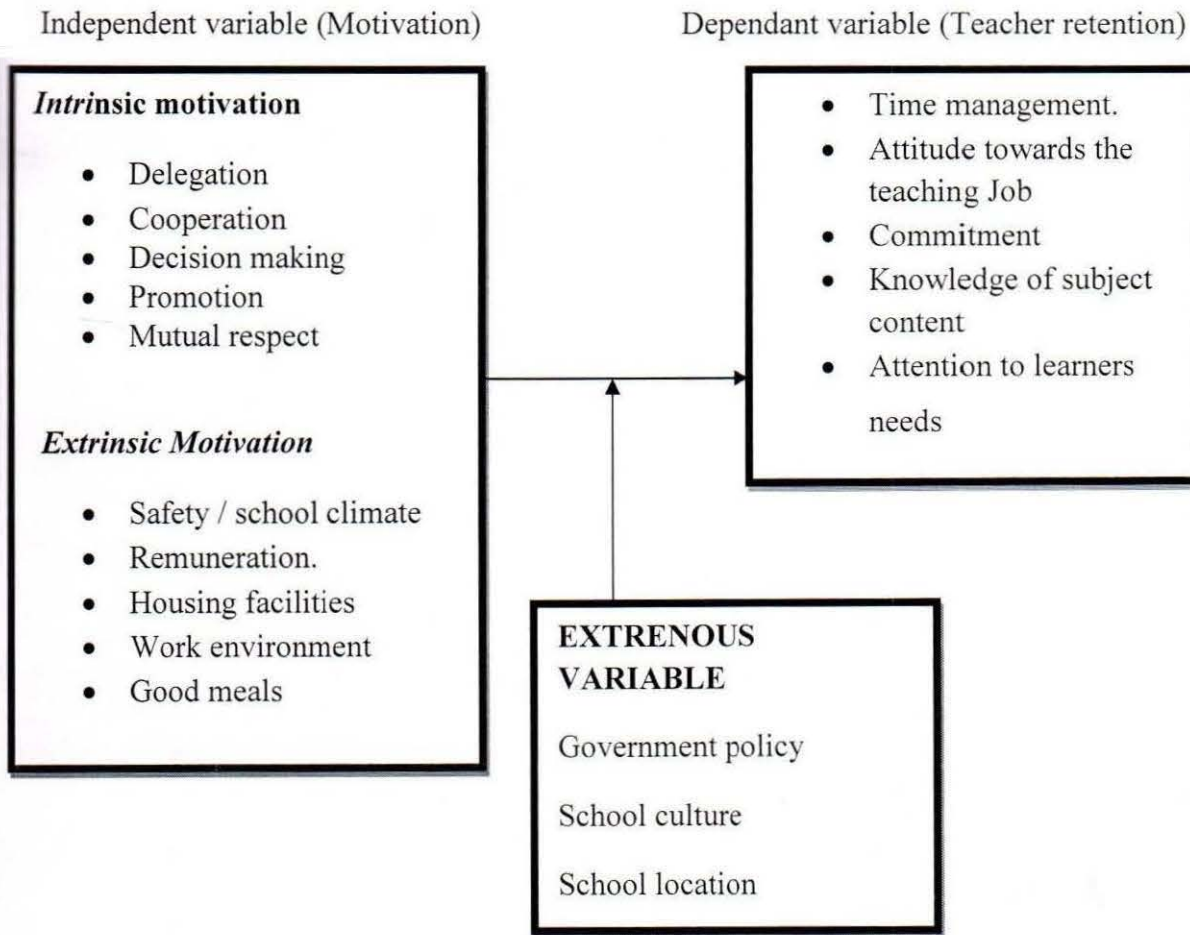 Independent variable (Motivation)
Dependant variable (Teacher retention)
Intrinsic motivation
• Delegation
• Cooperation
• Decision making
• Promotion
• Mutual respect
Extrinsic Motivation
• Safety / school climate
• Remuneration.
• Housing facilities
• Work environment
• Good meals
• Time management.
• Attitude towards the
teaching Job
• Commitment
• Knowledge of subject
content
• Attention to learners
needs
EXTRENOUS
VARIABLE
Government policy
School culture
School location